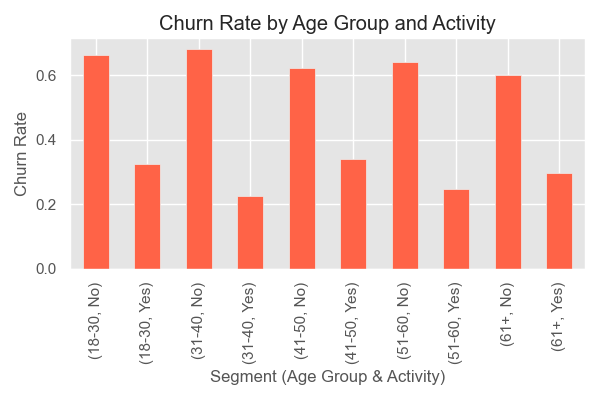 Churn Rate by Age Group and Activity
Churn Rate
0.6
0.4
0.2
0.0
(18-30, No)
(18-30, Yes)
(31-40, No)
(31-40, Yes)
(41-50, No)
(41-50, Yes)
(51-60, No)
(51-60, Yes)
(61+, No)
(61+, Yes)
Segment (Age Group & Activity)